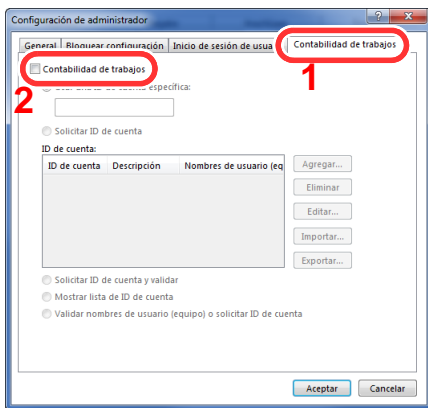 Configuración de administrador
General Bloquear configuración Inicio de sesión de usua Contabilidad de trabajos
1
Contabilidad de trabajos
2
de cuenta específica:
Solicitar ID de cuenta
ID de cuenta:
ID de cuenta Descripción Nombres de usuario (eq
Agregar...
Eliminar
Editar...
Importar...
Exportar...
Solicitar ID de cuenta y validar
Mostrar lista de ID de cuenta
Validar nombres de usuario (equipo) o solicitar ID de cuenta
Aceptar Cancelar